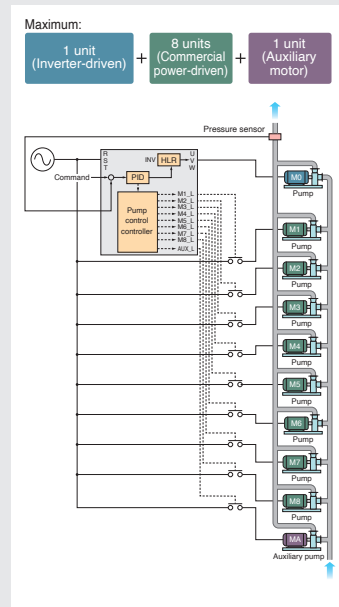 Maximum:
1 unit
(Inverter-driven)
+
8 units
(Commercial
power-driven)
+
1 unit
(Auxiliary
motor)
Pressure sensor
R
S
T
INV
HLR
U
V
W
Command
PID
Pump
control
controller
M1_L
M2_L
M3_L
M4_L
M5_L
M6_L
M7_L
M8_L
AUX_L
M0
Pump
M1
Pump
M2
Pump
M3
Pump
M4
Pump
M5
Pump
M6
Pump
M7
Pump
M8
Pump
MA
Auxiliary pump